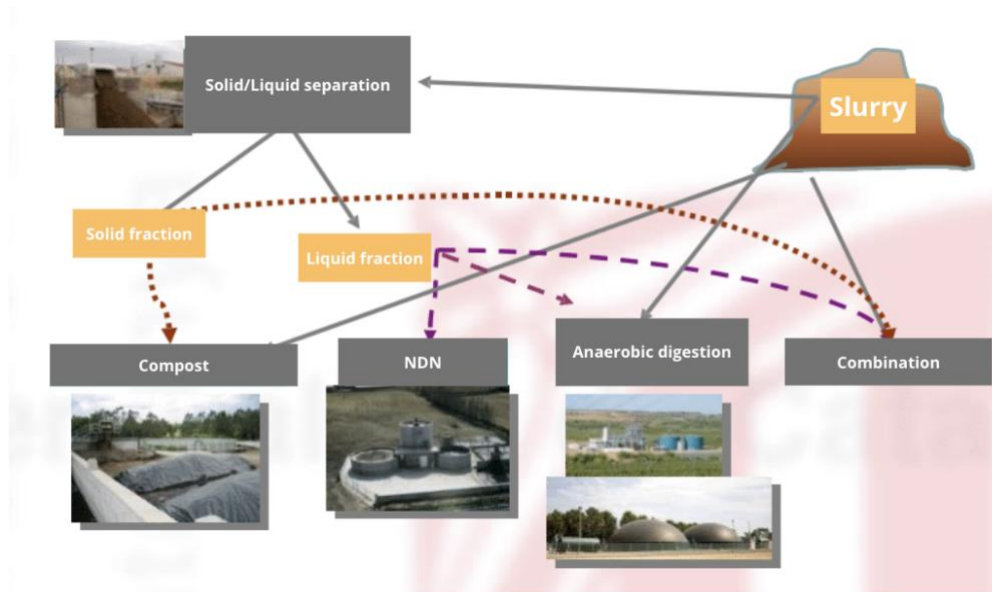 Solid/Liquid separation
Slurry
Solid fraction
Liquid fraction
Compost
NDN
Anaerobic digestion
Combination